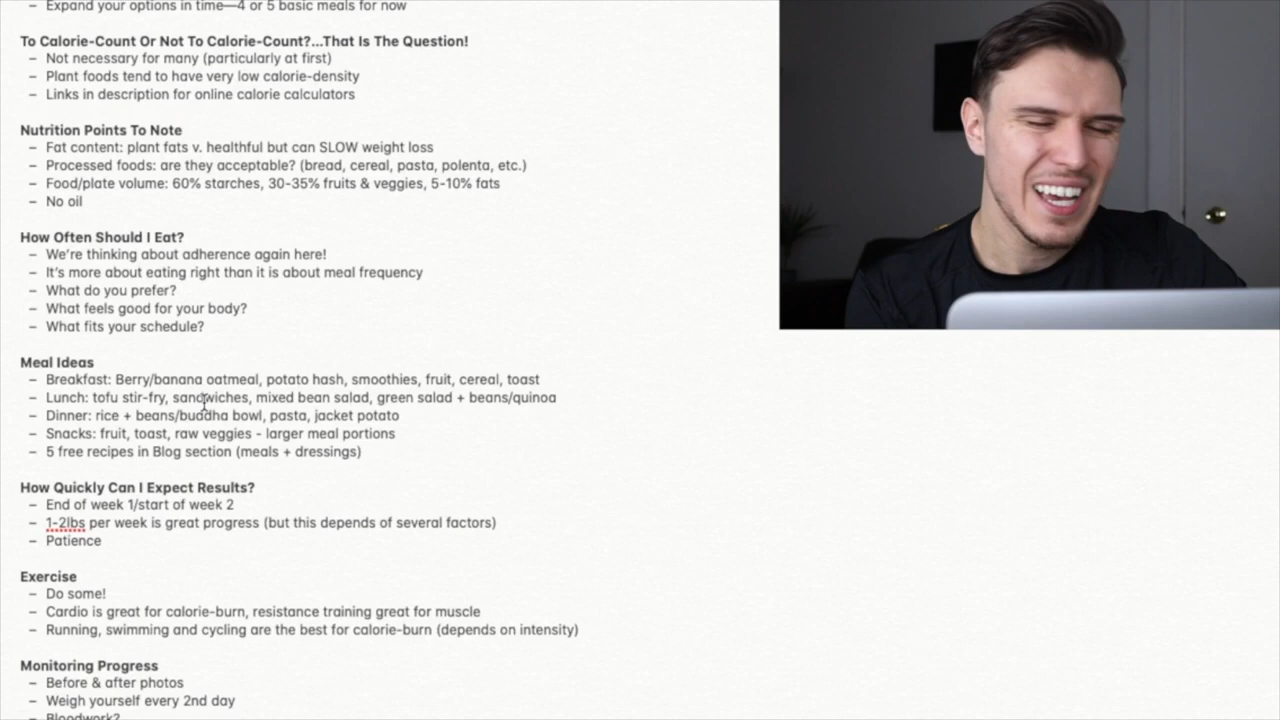 – Expand your options in time—4 or 5 basic meals for now
To Calorie-Count Or Not To Calorie-Count?...That Is The Question!
– Not necessary for many (particularly at first)
– Plant foods tend to have very low calorie-density
– Links in description for online calorie calculators
Nutrition Points To Note
– Fat content: plant fats v. healthful but can SLOW weight loss
– Processed foods: are they acceptable? (bread, cereal, pasta, polenta, etc.)
– Food/plate volume: 60% starches, 30-35% fruits & veggies, 5-10% fats
– No oil
How Often Should I Eat?
– We're thinking about adherence again here!
– It's more about eating right than it is about meal frequency
– What do you prefer?
– What feels good for your body?
– What fits your schedule?
Meal Ideas
– Breakfast: Berry/banana oatmeal, potato hash, smoothies, fruit, cereal, toast
– Lunch: tofu stir-fry, sandwiches, mixed bean salad, green salad + beans/quinoa
– Dinner: rice + beans/buddha bowl, pasta, jacket potato
– Snacks: fruit, toast, raw veggies - larger meal portions
– 5 free recipes in Blog section (meals + dressings)
How Quickly Can I Expect Results?
– End of week 1/start of week 2
– 1-2lbs per week is great progress (but this depends of several factors)
– Patience
Exercise
– Do some!
– Cardio is great for calorie-burn, resistance training great for muscle
– Running, swimming and cycling are the best for calorie-burn (depends on intensity)
Monitoring Progress
– Before & after photos
– Weigh yourself every 2nd day
– Bloodwork?